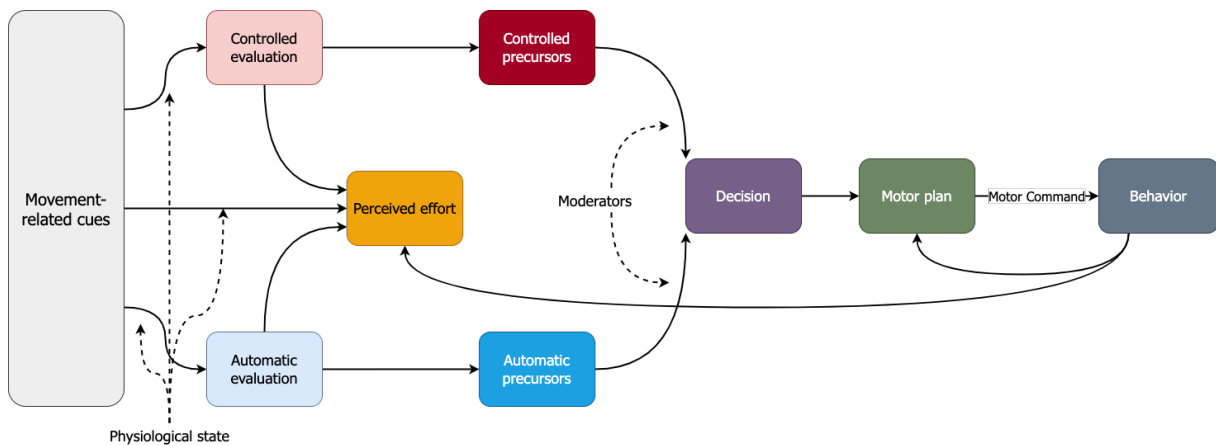 Controlled
evaluation
Controlled
precursors
Movement-
related cues
Perceived effort
Moderators
Decision
Motor plan
Motor Command
Behavior
Automatic
evaluation
Automatic
precursors
Physiological state